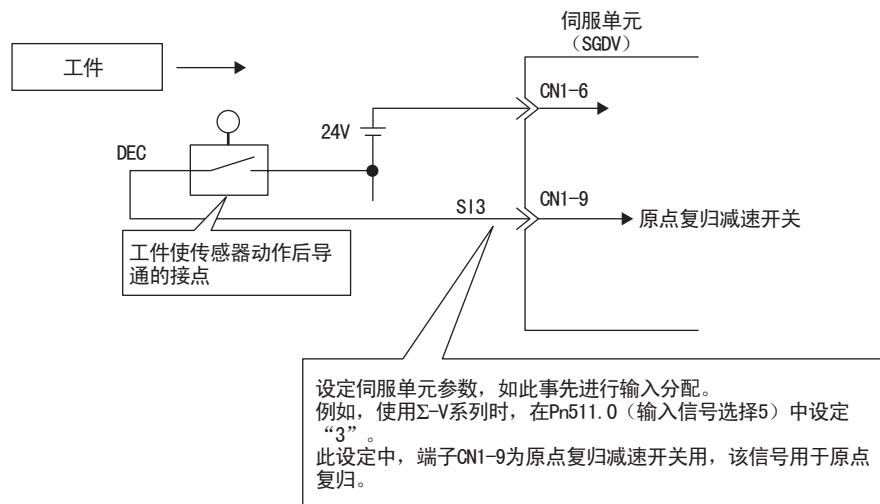 伺服单元
（SGDV）
工件
CN1-6
24V
DEC
SI3
CN1-9
原点复归减速开关
工件使传感器动作后导
通的接点
设定伺服单元参数，如此事先进行输入分配。
例如，使用Σ-V系列时，在Pn511.0（输入信号选择5）中设定
“3”。
此设定中，端子CN1-9为原点复归减速开关用，该信号用于原点
复归。